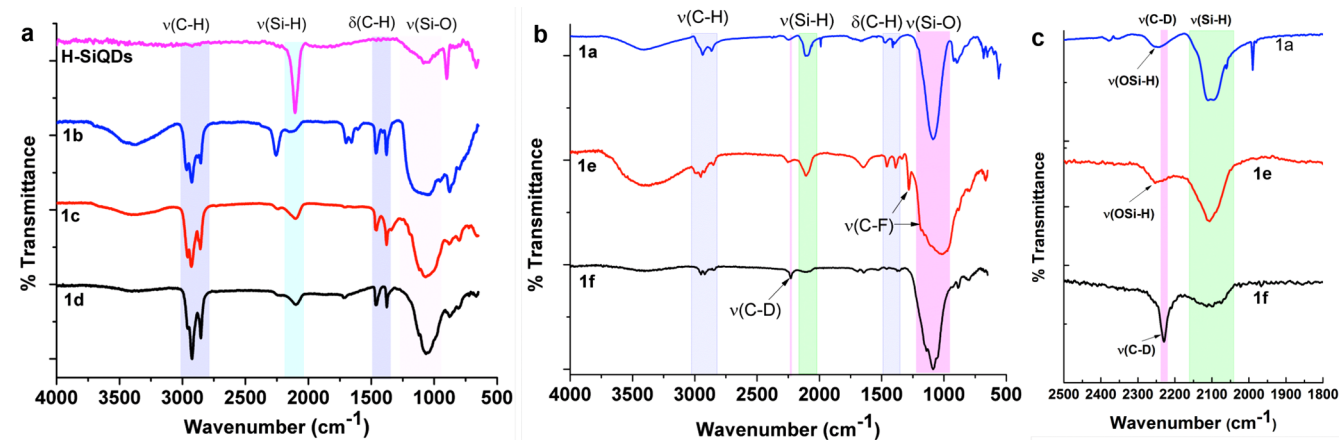 a
ν(C-H)
ν(Si-H)
δ(C-H)
ν(Si-O)
H-SiQDs
1b
1c
1d
% Transmittance
4000 3500 3000 2500 2000 1500 1000 500
Wavenumber (cm⁻¹)
b
ν(C-H)
ν(Si-H)
δ(C-H)
ν(Si-O)
1a
1e
ν(C-F)
1f
ν(C-D)
% Transmittance
4000 3500 3000 2500 2000 1500 1000 500
Wavenumber (cm⁻¹)
c
ν(C-D)
ν(Si-H)
1a
ν(OSi-H)
1e
ν(OSi-H)
1f
ν(C-D)
% Transmittance
2500 2400 2300 2200 2100 2000 1900 1800
Wavenumber (cm⁻¹)